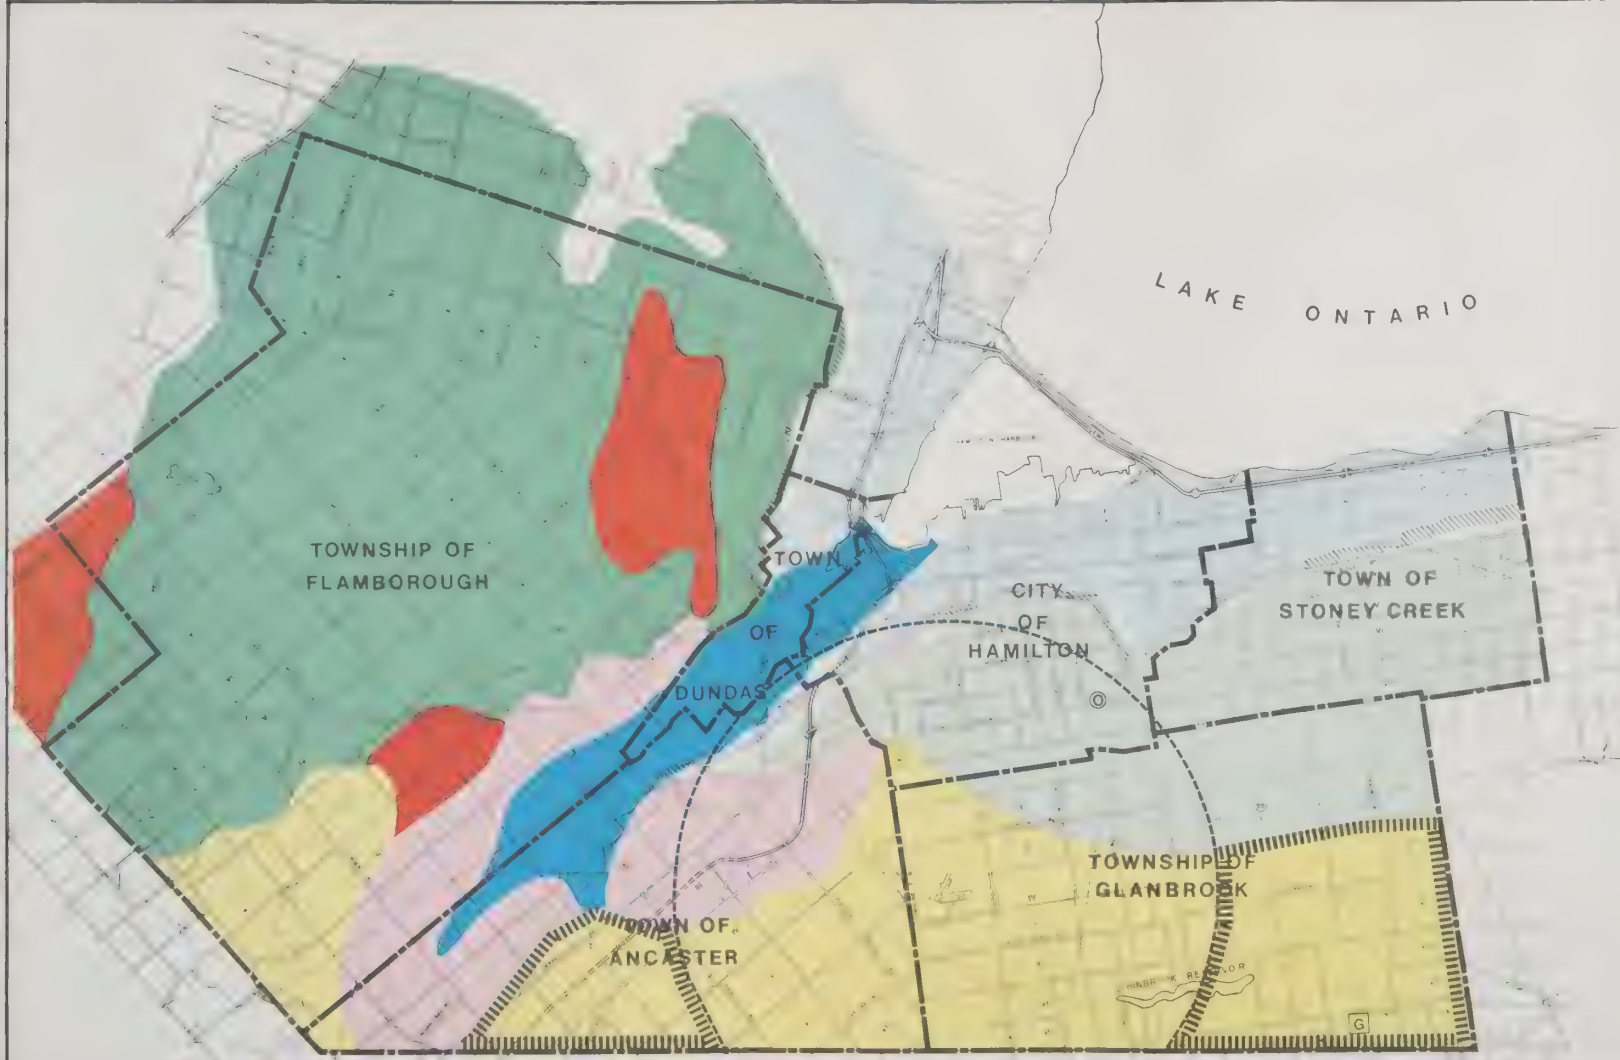 LAKE ONTARIO
TOWNSHIP OF
FLAMBOROUGH
TOWN
OF
DUNDAS
CITY
OF
HAMILTON
TOWN OF
STONEY CREEK
TOWNSHIP OF
GLANBROOK
TOWN OF
ANCASTER
G